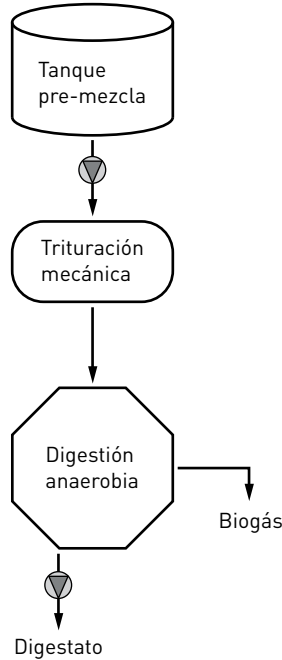 Tanque
pre-mezcla
Trituración
mecánica
Digestión
anaerobia
Biogás
Digestato